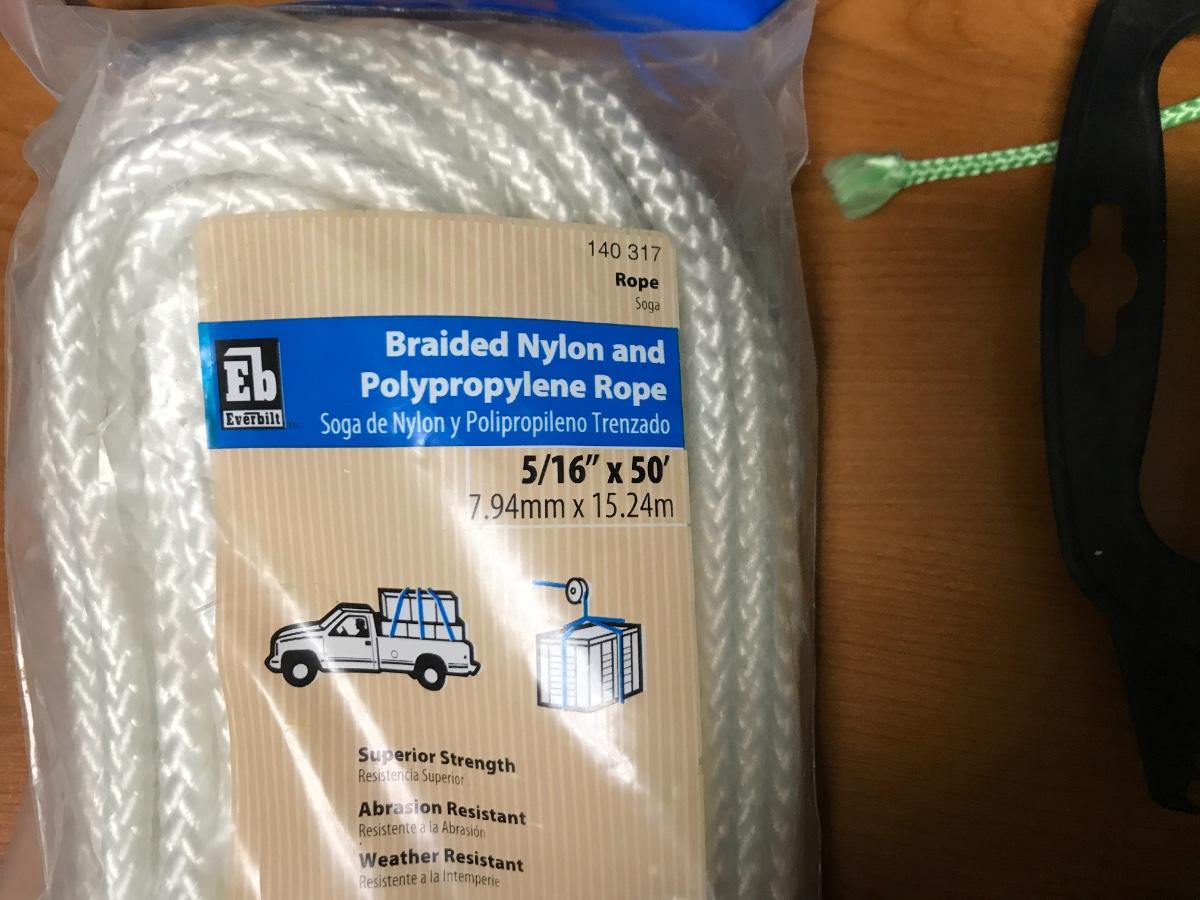 140 317
Rope
Soga
Eb
Everbilt
Braided Nylon and
Polypropylene Rope
Soga de Nylon y Polipropileno Trenzado
5/16” x 50’
7.94mm x 15.24m
Superior Strength
Resistencia Superior
Abrasion Resistant
Resistente a la Abrasión
Weather Resistant
Resistente a la Intemperie